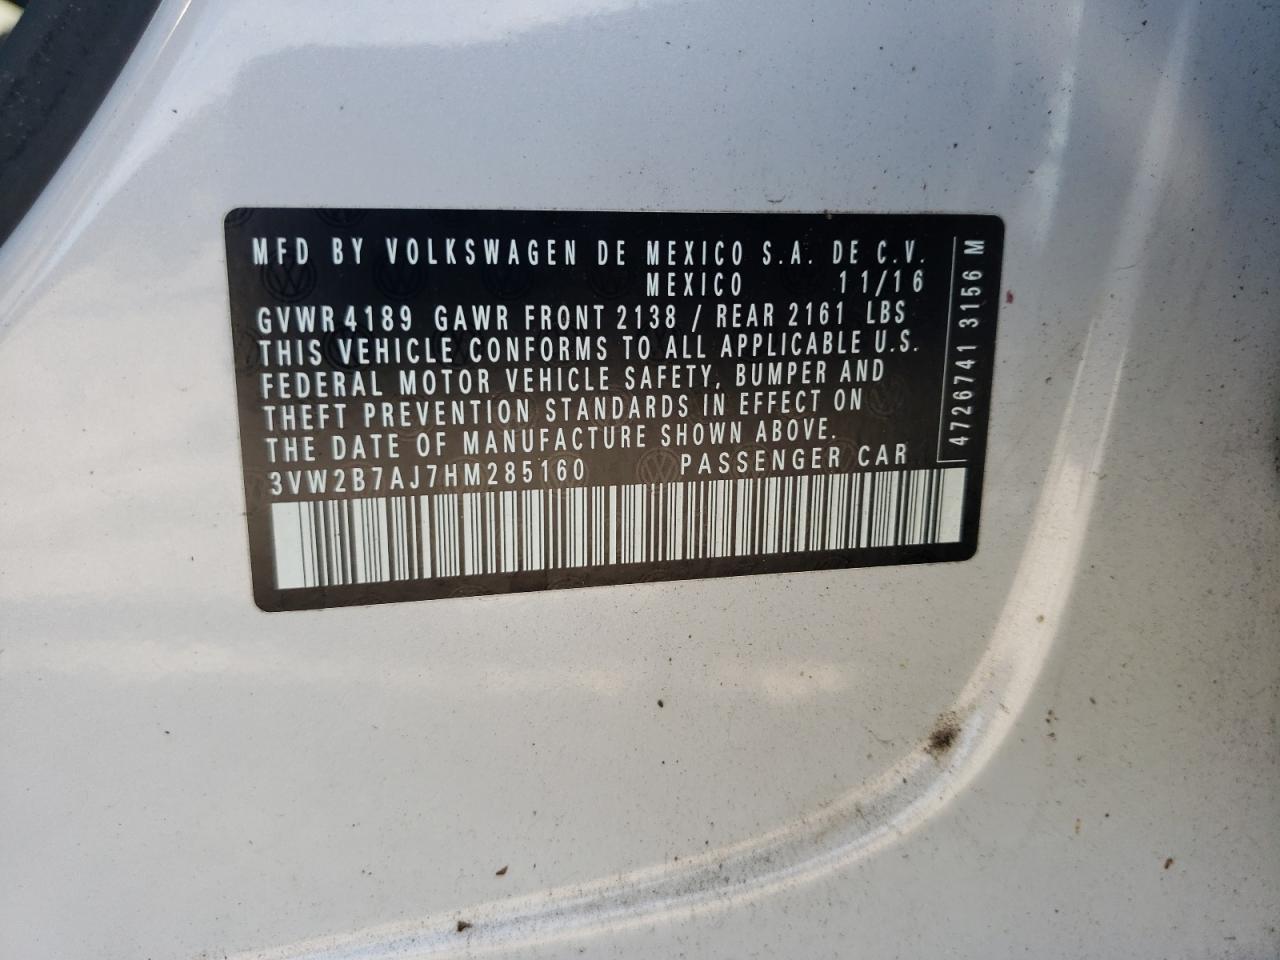 MFD BY VOLKSWAGEN DE MEXICO S.A. DE C.V.
MEXICO 11/16
GVWR 4189 GAWR FRONT 2138 / REAR 2161 LBS
THIS VEHICLE CONFORMS TO ALL APPLICABLE U.S.
FEDERAL MOTOR VEHICLE SAFETY, BUMPER AND
THEFT PREVENTION STANDARDS IN EFFECT ON
THE DATE OF MANUFACTURE SHOWN ABOVE.
3VW2B7AJ7HM285160 PASSENGER CAR
4726741 3156 M